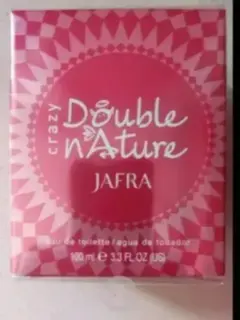 crazy
Double
nAture
JAFRA
eau de toilette / agua de tocador
100 ml e 3.3 FL OZ (US)